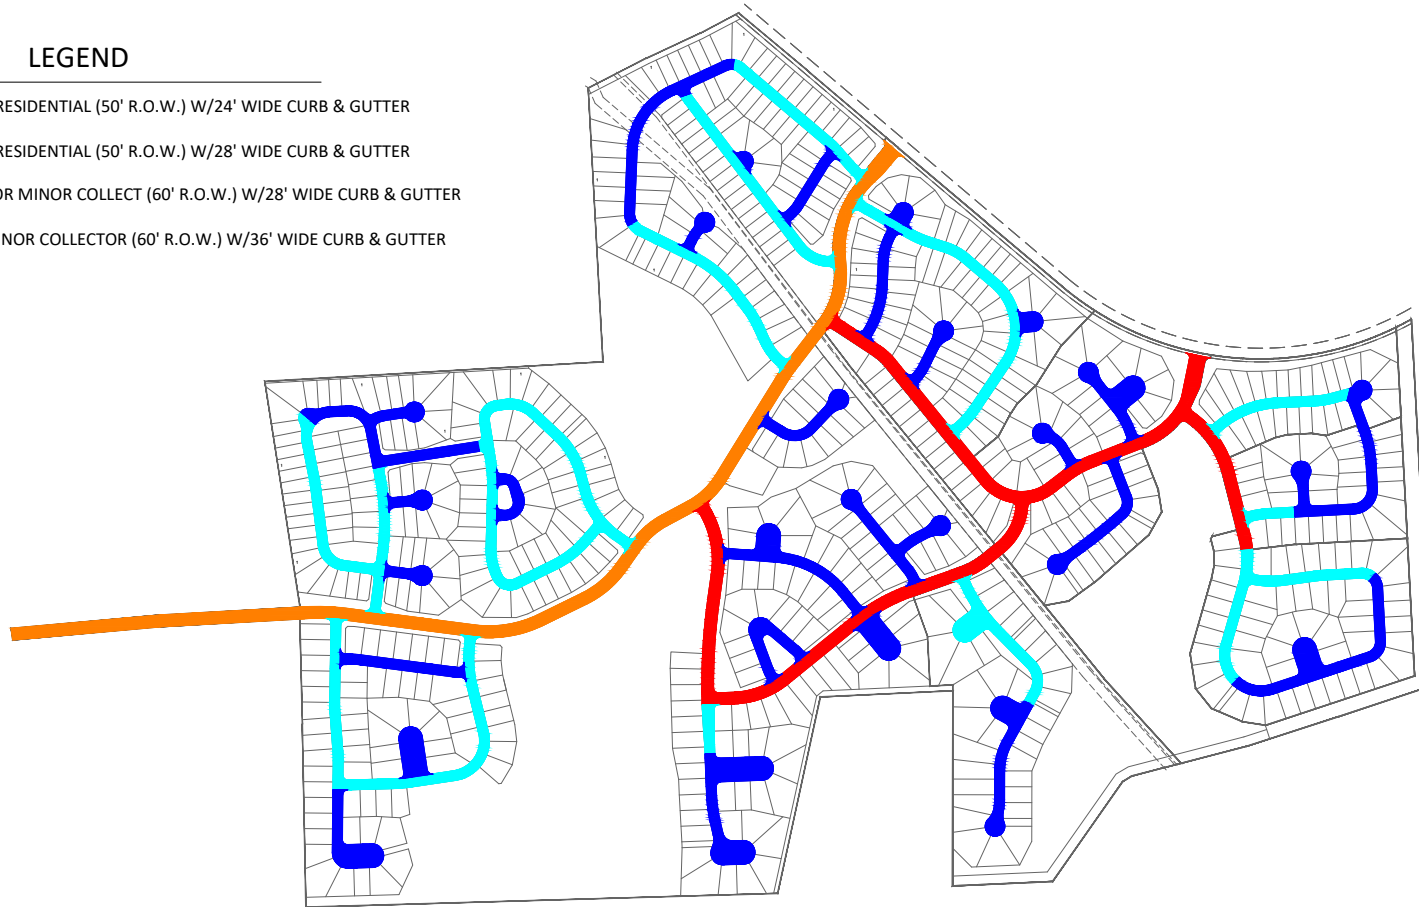 LEGEND
RESIDENTIAL (50' R.O.W.) W/24' WIDE CURB & GUTTER
RESIDENTIAL (50' R.O.W.) W/28' WIDE CURB & GUTTER
OR MINOR COLLECT (60' R.O.W.) W/28' WIDE CURB & GUTTER
NOR COLLECTOR (60' R.O.W.) W/36' WIDE CURB & GUTTER